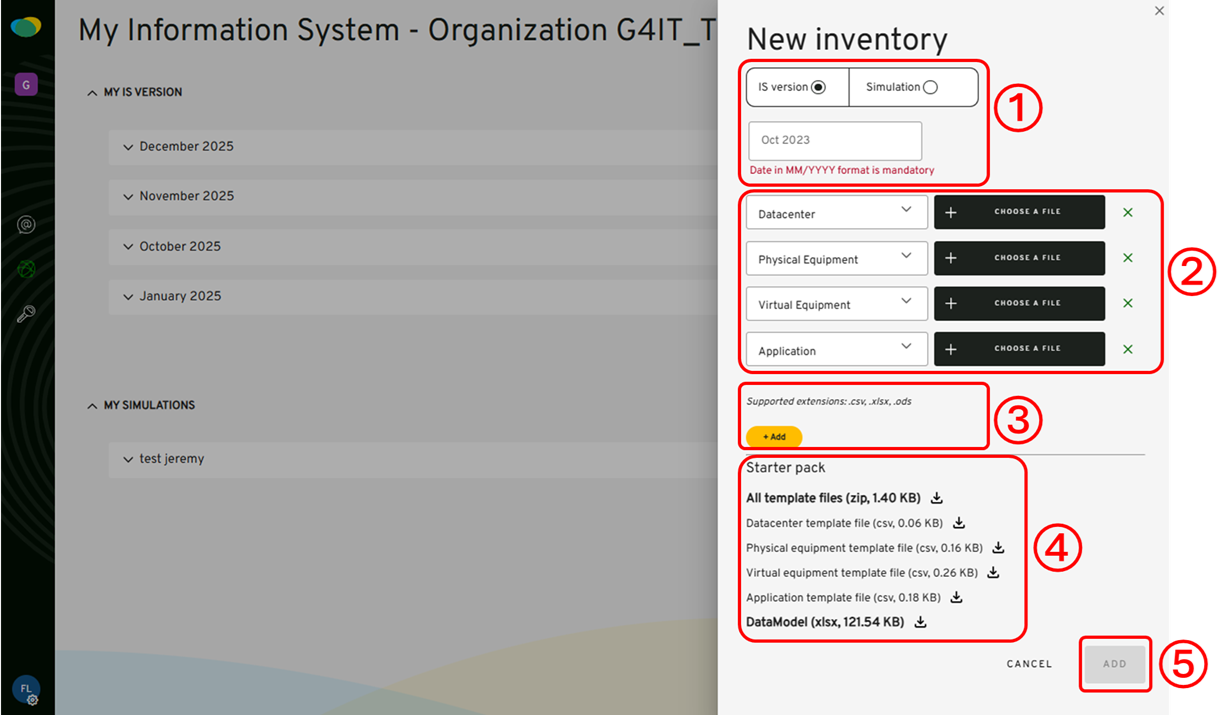 My Information System - Organization G4IT_T
G
MY IS VERSION
December 2025
November 2025
October 2025
January 2025
MY SIMULATIONS
test jeremy
FL
New inventory
IS version
Simulation
1
Oct 2023
Date in MM/YYYY format is mandatory
Datacenter
+ CHOOSE A FILE
Physical Equipment
+ CHOOSE A FILE
2
Virtual Equipment
+ CHOOSE A FILE
Application
+ CHOOSE A FILE
Supported extensions: .csv, .xlsx, .ods
3
+ Add
Starter pack
All template files (zip, 1.40 KB)
Datacenter template file (csv, 0.06 KB)
Physical equipment template file (csv, 0.16 KB)
4
Virtual equipment template file (csv, 0.26 KB)
Application template file (csv, 0.18 KB)
DataModel (xlsx, 121.54 KB)
CANCEL
ADD
5